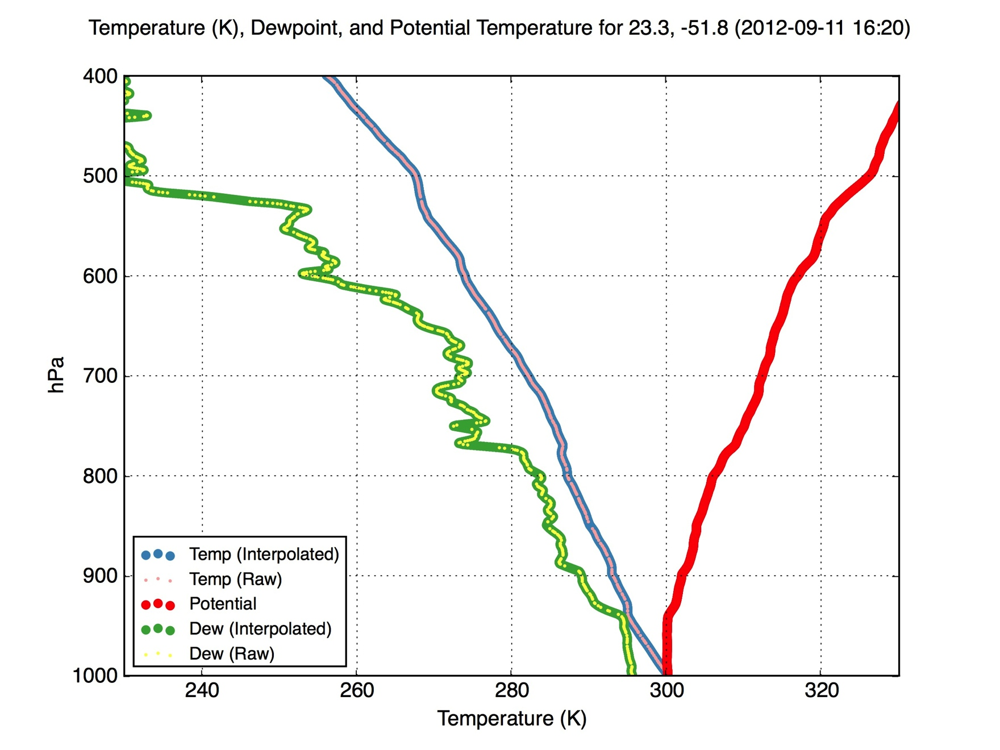 Temperature (K), Dewpoint, and Potential Temperature for 23.3, -51.8 (2012-09-11 16:20)
400
500
600
700
800
900
1000
hPa
Temp (Interpolated)
Temp (Raw)
Potential
Dew (Interpolated)
Dew (Raw)
240
260
280
300
320
Temperature (K)